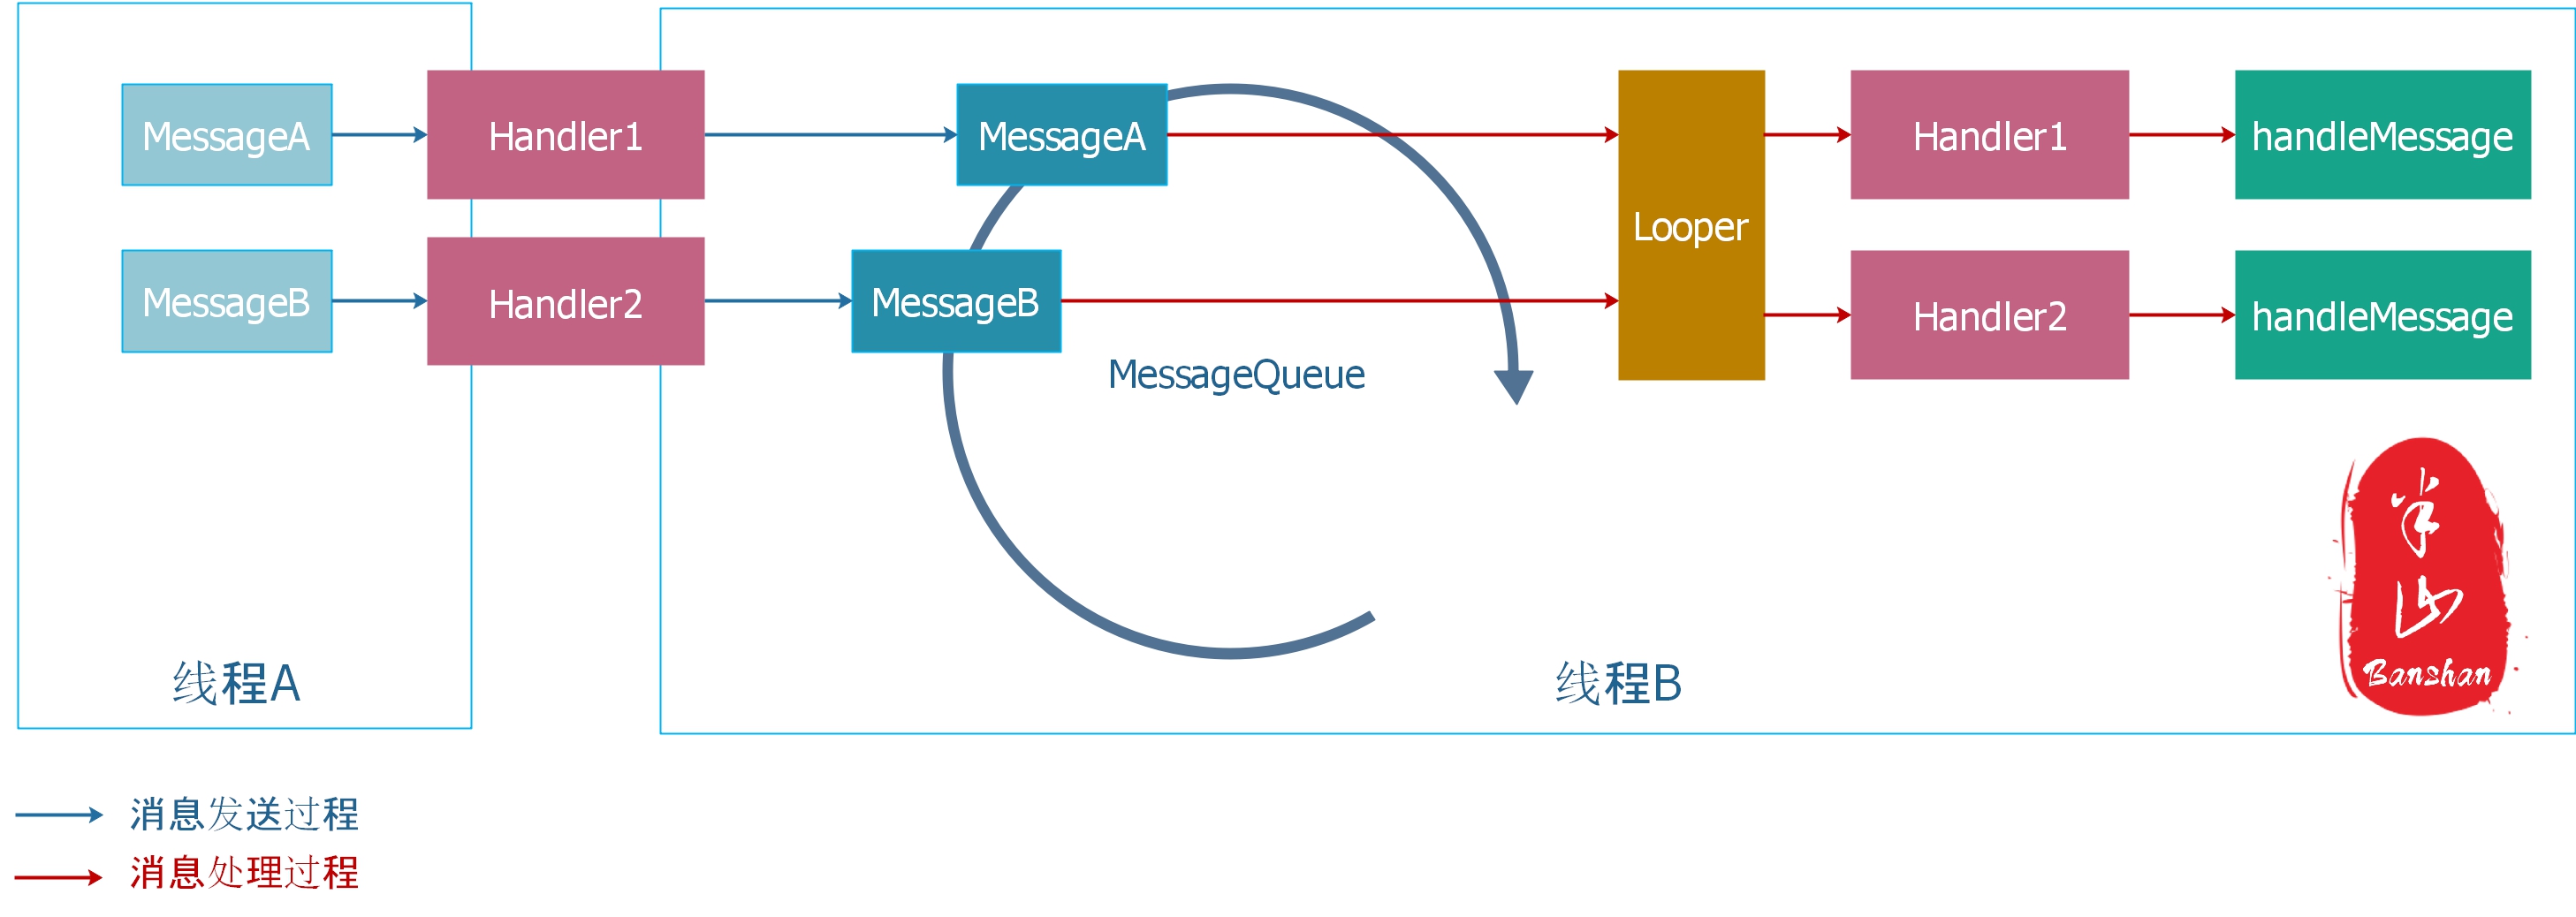 MessageA
Handler1
MessageA
Looper
Handler1
handleMessage
MessageB
Handler2
MessageB
Handler2
handleMessage
MessageQueue
线程A
线程B
半山
Banshan
消息发送过程
消息处理过程